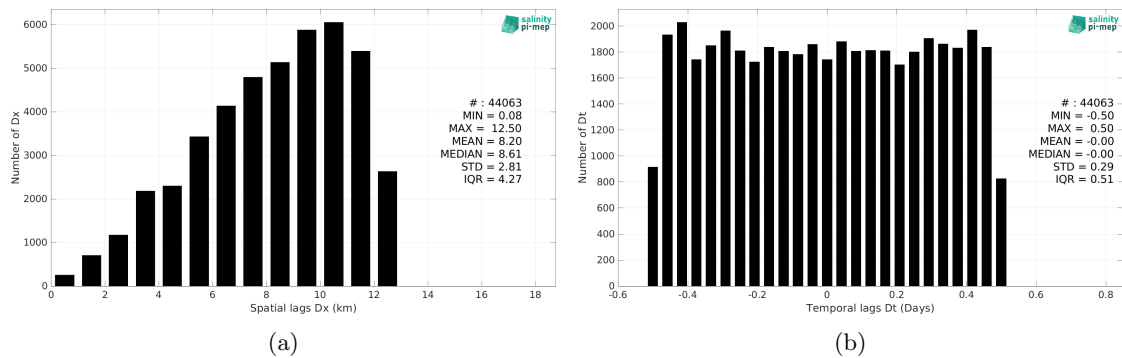 6000
5000
4000
3000
2000
1000
0
Number of Dx
0 2 4 6 8 10 12 14 16 18
Spatial lags Dx (km)
salinity
pi-mep
# : 44063
MIN = 0.08
MAX = 12.50
MEAN = 8.20
MEDIAN = 8.61
STD = 2.81
IQR = 4.27
(a)
2000
1800
1600
1400
1200
1000
800
600
400
200
0
Number of Dt
-0.6 -0.4 -0.2 0 0.2 0.4 0.6 0.8
Temporal lags Dt (Days)
salinity
pi-mep
# : 44063
MIN = -0.50
MAX = 0.50
MEAN = -0.00
MEDIAN = -0.00
STD = 0.29
IQR = 0.51
(b)